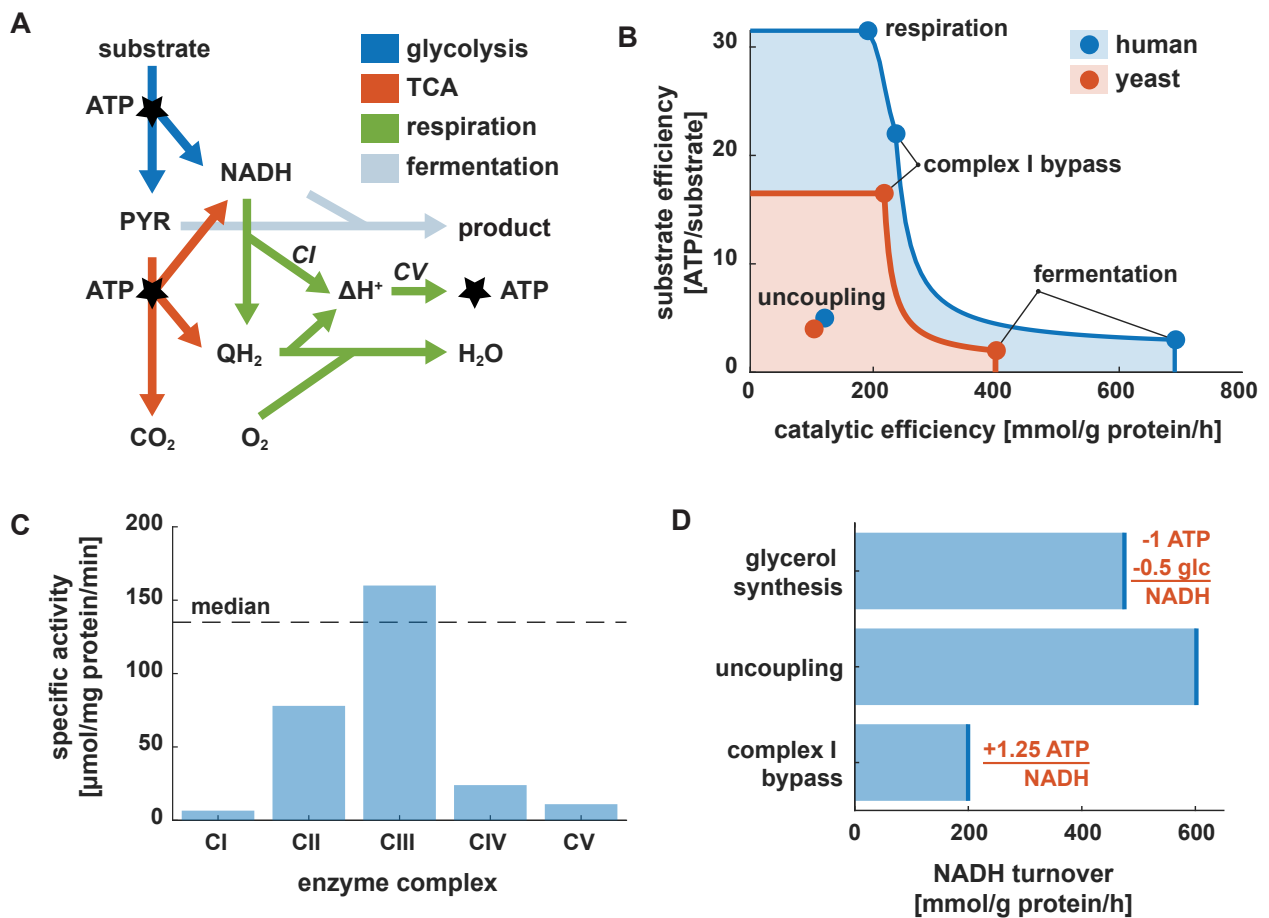 A
substrate
ATP
NADH
PYR
product
CI
CV
ATP
ΔH⁺
ATP
QH₂
H₂O
CO₂
O₂
glycolysis
TCA
respiration
fermentation
B
substrate efficiency
[ATP/substrate]
30
20
10
0
0
200
400
600
800
catalytic efficiency [mmol/g protein/h]
respiration
human
yeast
complex I bypass
fermentation
uncoupling
C
specific activity
[µmol/mg protein/min]
200
150
100
50
0
median
CI
CII
CIII
CIV
CV
enzyme complex
D
glycerol
synthesis
-1 ATP
-0.5 glc
NADH
uncoupling
complex I
bypass
+1.25 ATP
NADH
0
200
400
600
NADH turnover
[mmol/g protein/h]